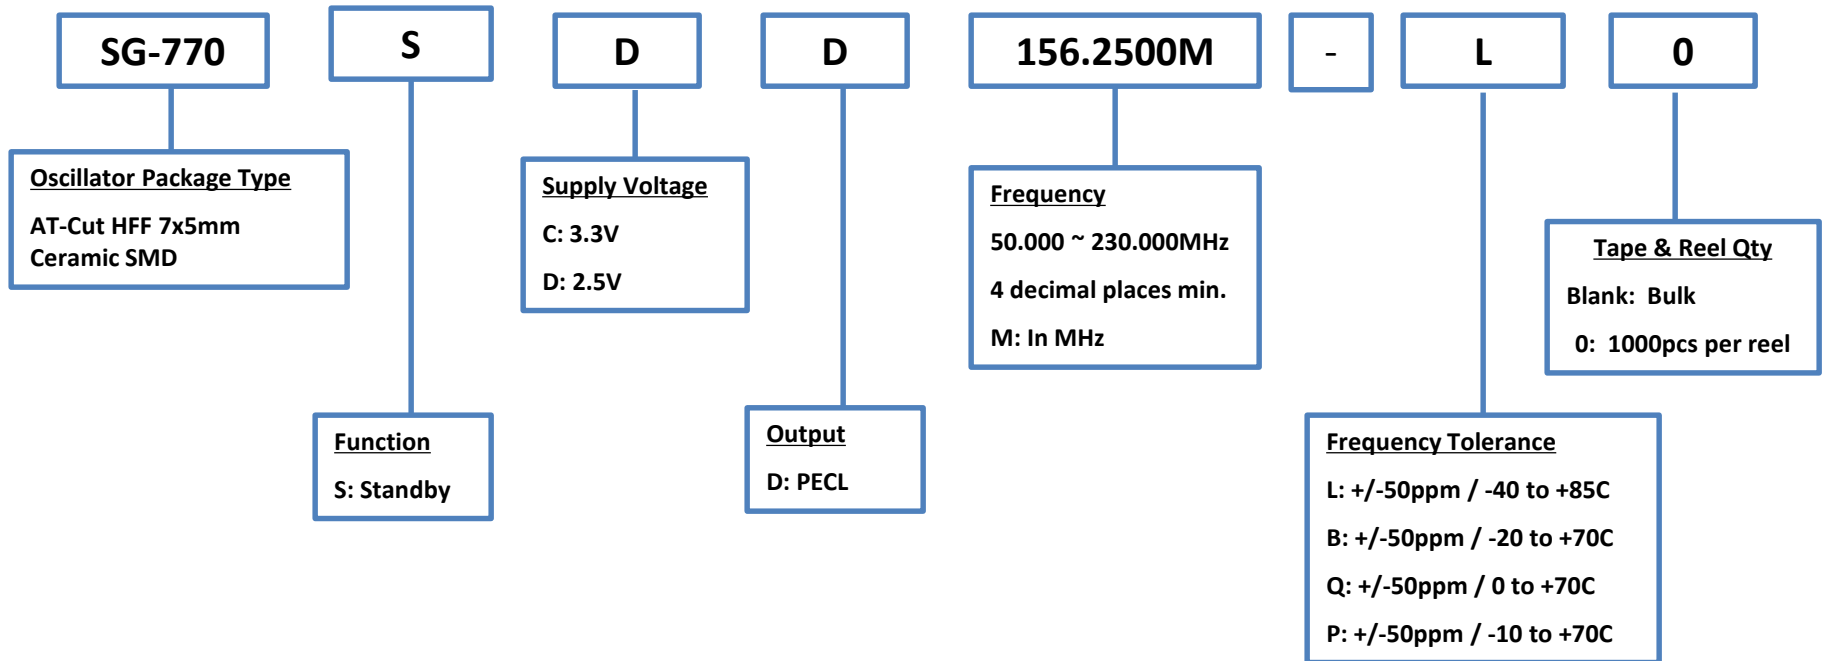 SG-770
S
D
D
156.2500M
-
L
0
Oscillator Package Type
AT-Cut HFF 7x5mm
Ceramic SMD
Supply Voltage
C: 3.3V
D: 2.5V
Frequency
50.000 ~ 230.000MHz
4 decimal places min.
M: In MHz
Tape & Reel Qty
Blank: Bulk
0: 1000pcs per reel
Function
S: Standby
Output
D: PECL
Frequency Tolerance
L: +/-50ppm / -40 to +85C
B: +/-50ppm / -20 to +70C
Q: +/-50ppm / 0 to +70C
P: +/-50ppm / -10 to +70C